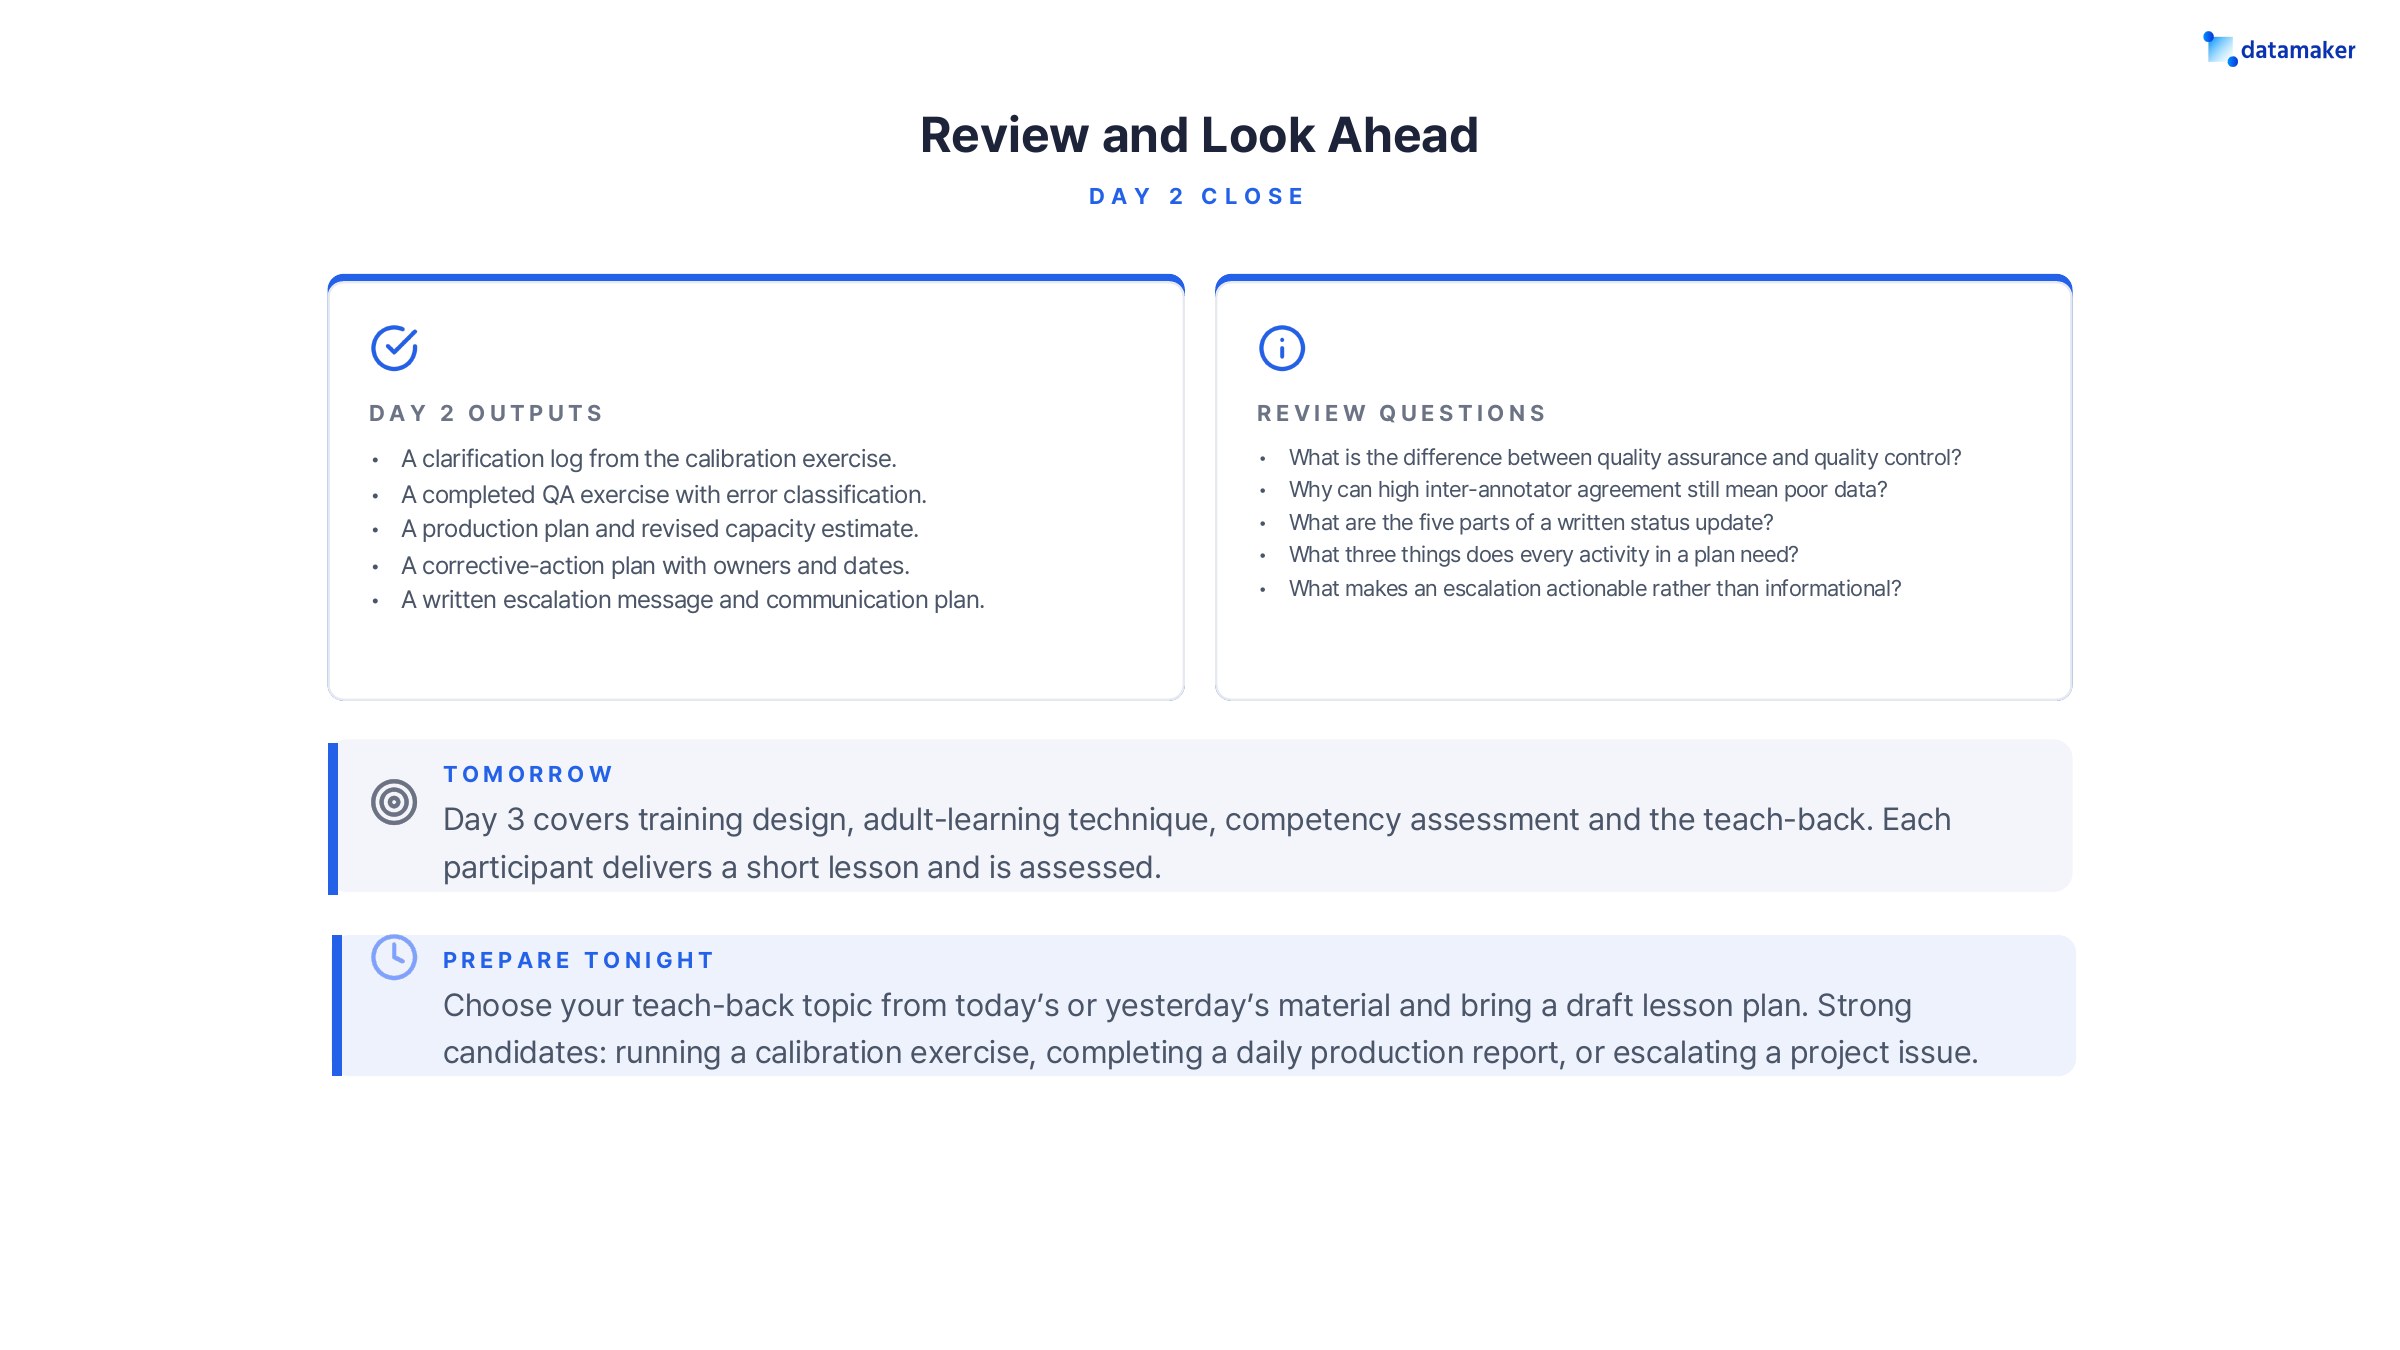 datamaker
Review and Look Ahead
DAY 2 CLOSE
DAY 2 OUTPUTS
• A clarification log from the calibration exercise.
• A completed QA exercise with error classification.
• A production plan and revised capacity estimate.
• A corrective-action plan with owners and dates.
• A written escalation message and communication plan.
REVIEW QUESTIONS
• What is the difference between quality assurance and quality control?
• Why can high inter-annotator agreement still mean poor data?
• What are the five parts of a written status update?
• What three things does every activity in a plan need?
• What makes an escalation actionable rather than informational?
TOMORROW
Day 3 covers training design, adult-learning technique, competency assessment and the teach-back. Each
participant delivers a short lesson and is assessed.
PREPARE TONIGHT
Choose your teach-back topic from today’s or yesterday’s material and bring a draft lesson plan. Strong
candidates: running a calibration exercise, completing a daily production report, or escalating a project issue.